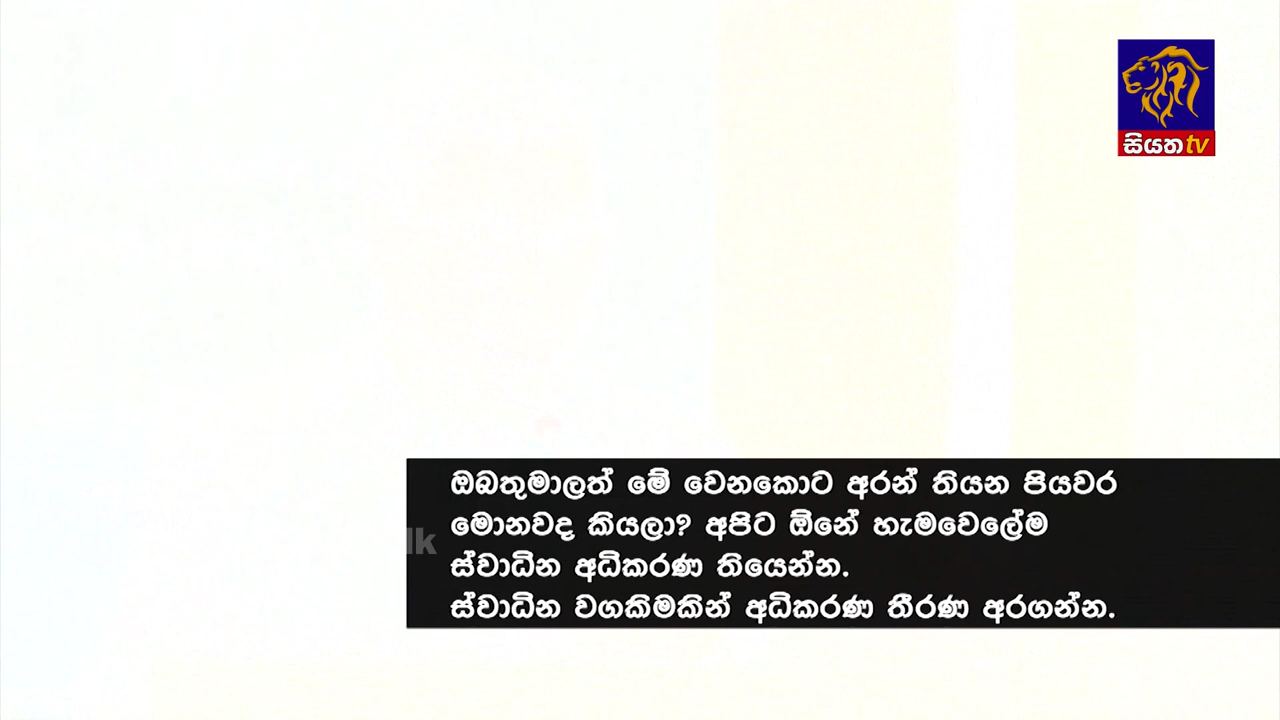 සියත tv
ඔබතුමාලත් මේ වෙනකොට අරන් තියන පියවර
මොනවද කියලා? අපිට ඕනේ හැමවෙලේම
ස්වාධින අධිකරණ තියෙන්න.
ස්වාධින වගකිමකින් අධිකරණ තීරණ අරගන්න.
lk